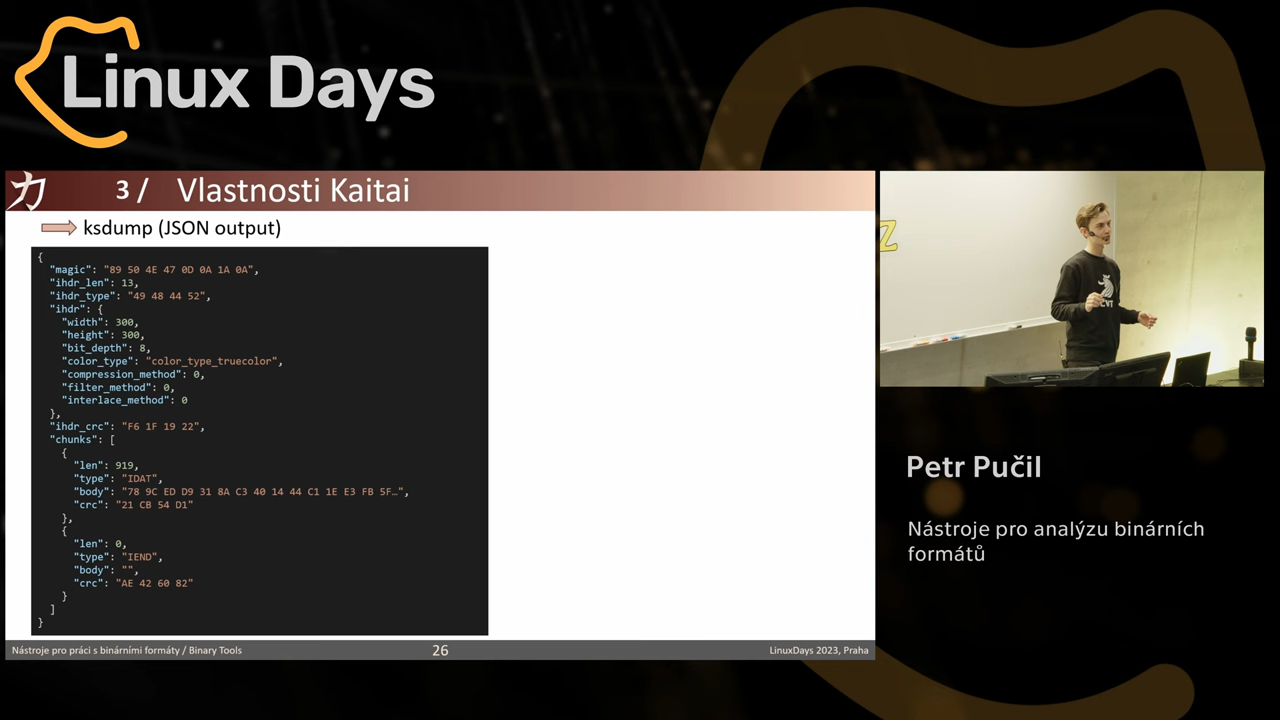 Linux Days
力
3 / Vlastnosti Kaitai
ksdump (JSON output)
{
"magic": "89 50 4E 47 0D 0A 1A 0A",
"ihdr_len": 13,
"ihdr_type": "49 48 44 52",
"ihdr": {
"width": 300,
"height": 300,
"bit_depth": 8,
"color_type": "color_type_truecolor",
"compression_method": 0,
"filter_method": 0,
"interlace_method": 0
},
"ihdr_crc": "F6 1F 19 22",
"chunks": [
{
"len": 919,
"type": "IDAT",
"body": "78 9C ED D9 31 8A C3 40 14 44 C1 1E E3 FB 5F…",
"crc": "21 CB 54 D1"
},
{
"len": 0,
"type": "IEND",
"body": "",
"crc": "AE 42 60 82"
}
]
}
Nástroje pro práci s binárními formáty / Binary Tools
26
LinuxDays 2023, Praha
Z
Petr Pučil
Nástroje pro analýzu binárních
formátů